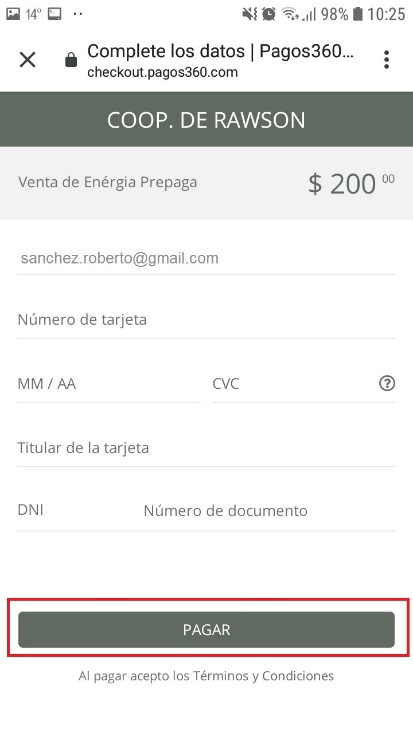 14° ·· 98% 10:25
Complete los datos | Pagos360...
checkout.pagos360.com
COOP. DE RAWSON
Venta de Enérgia Prepaga $ 200 00
sanchez.roberto@gmail.com
Número de tarjeta
MM / AA CVC ?
Titular de la tarjeta
DNI Número de documento
PAGAR
Al pagar acepto los Términos y Condiciones